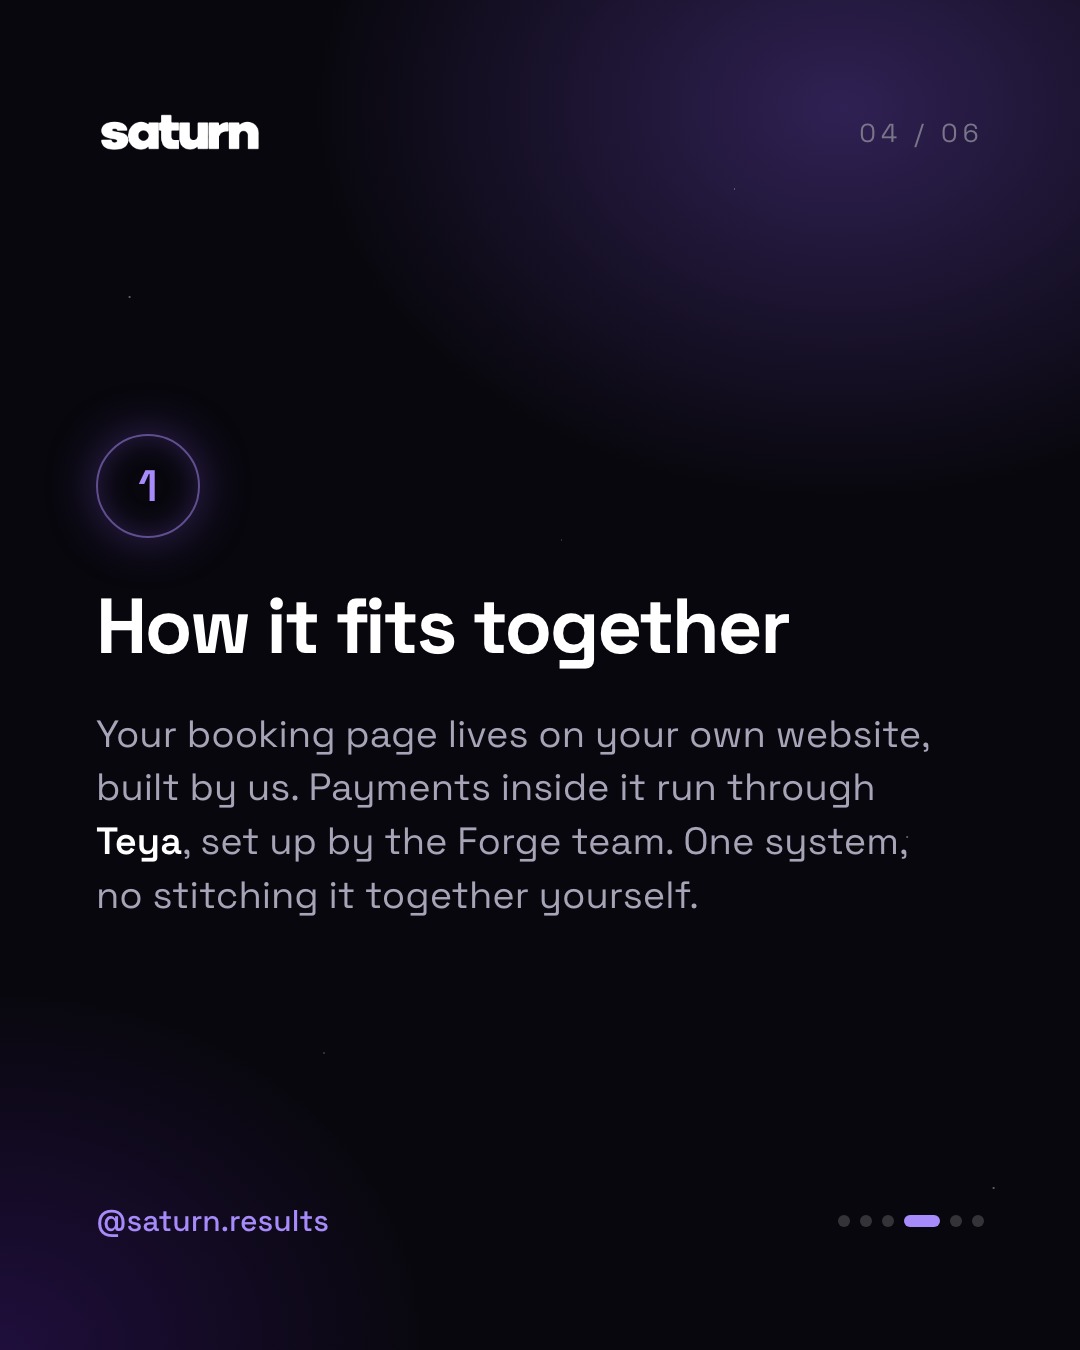 saturn
04 / 06
1
How it fits together
Your booking page lives on your own website,
built by us. Payments inside it run through
Teya, set up by the Forge team. One system,
no stitching it together yourself.
@saturn.results